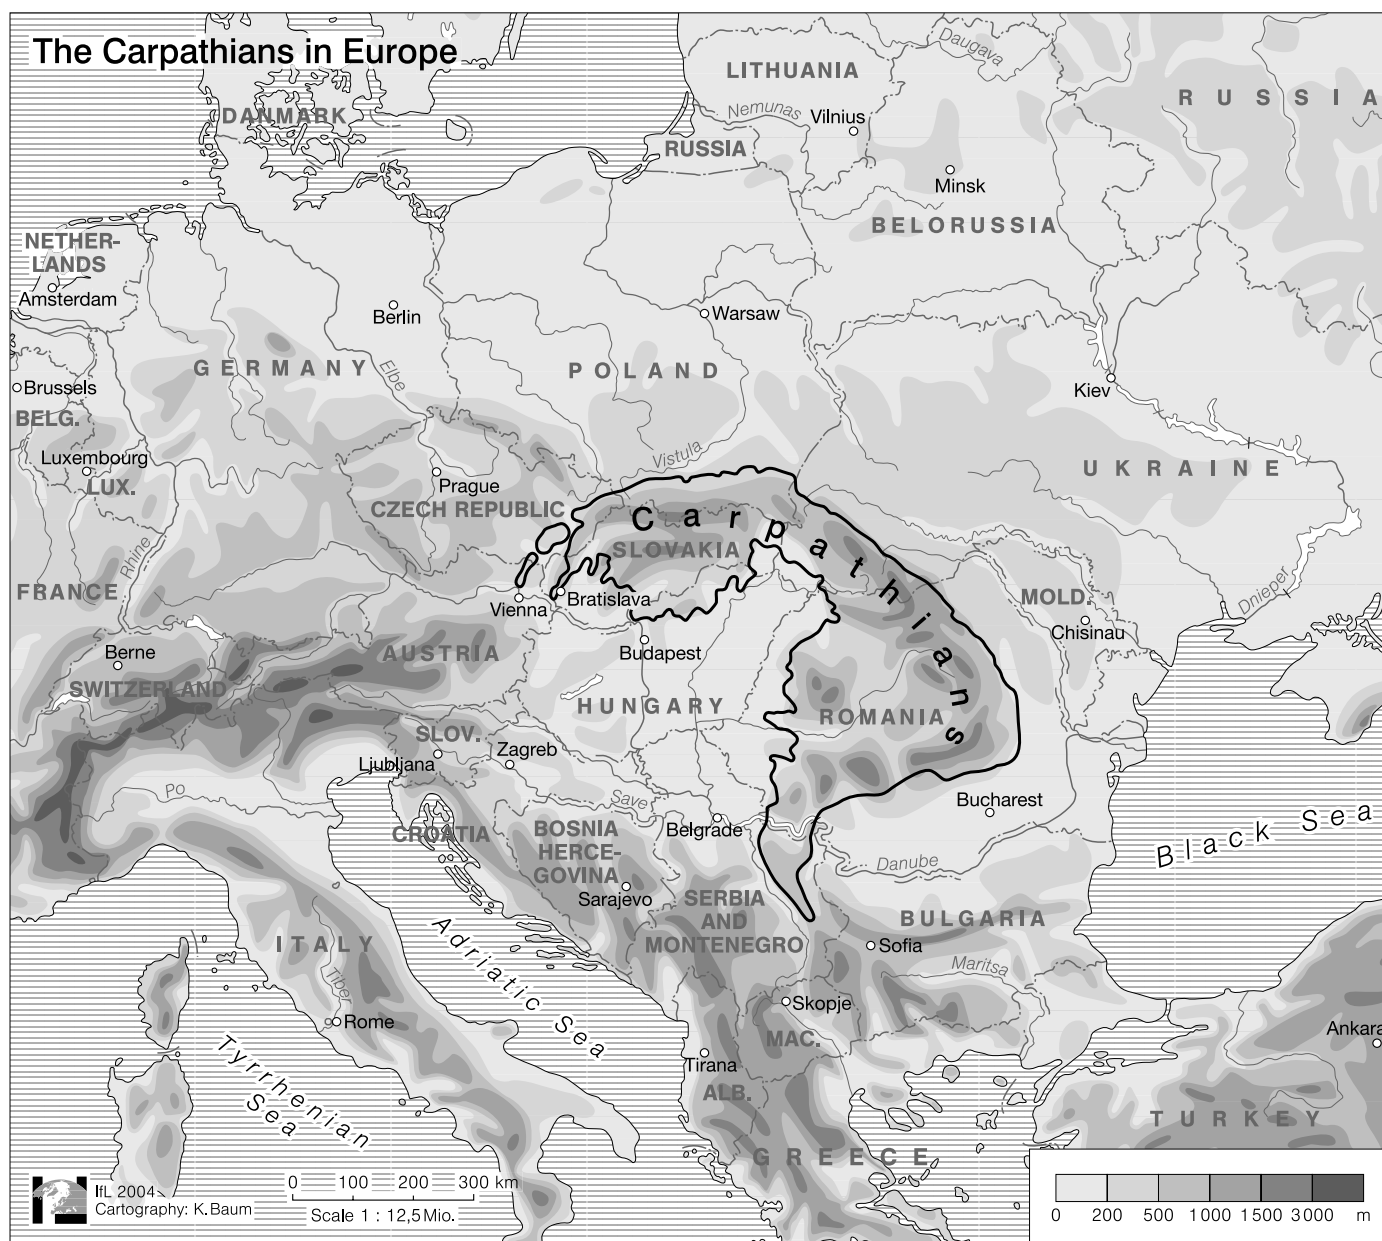 The Carpathians in Europe
DENMARK
LITHUANIA
Daugava
RUSSIA
Nemunas
Vilnius
RUSSIA
Minsk
BELORUSSIA
NETHER-
LANDS
Amsterdam
Berlin
Warsaw
Brussels
GERMANY
Elbe
POLAND
Kiev
BELG.
Luxembourg
LUX.
Vistula
UKRAINE
Prague
CZECH REPUBLIC
Carpathians
SLOVAKIA
Rhine
FRANCE
Vienna
Bratislava
MOLD.
Chisinau
Dnieper
Berne
AUSTRIA
Budapest
SWITZERLAND
HUNGARY
ROMANIA
SLOV.
Ljubljana
Zagreb
Po
Save
Bucharest
CROATIA
BOSNIA
HERCE-
GOVINA
Belgrade
Black Sea
Danube
Sarajevo
SERBIA
AND
MONTENEGRO
BULGARIA
Sofia
ITALY
Adriatic Sea
Maritsa
Tiber
Rome
Skopje
Ankara
MAC.
Tyrrhenian
Sea
Tirana
ALB.
TURKEY
GREECE
IfL 2004
Cartography: K. Baum
0 100 200 300 km
Scale 1 : 12,5 Mio.
0 200 500 1000 1500 3000 m